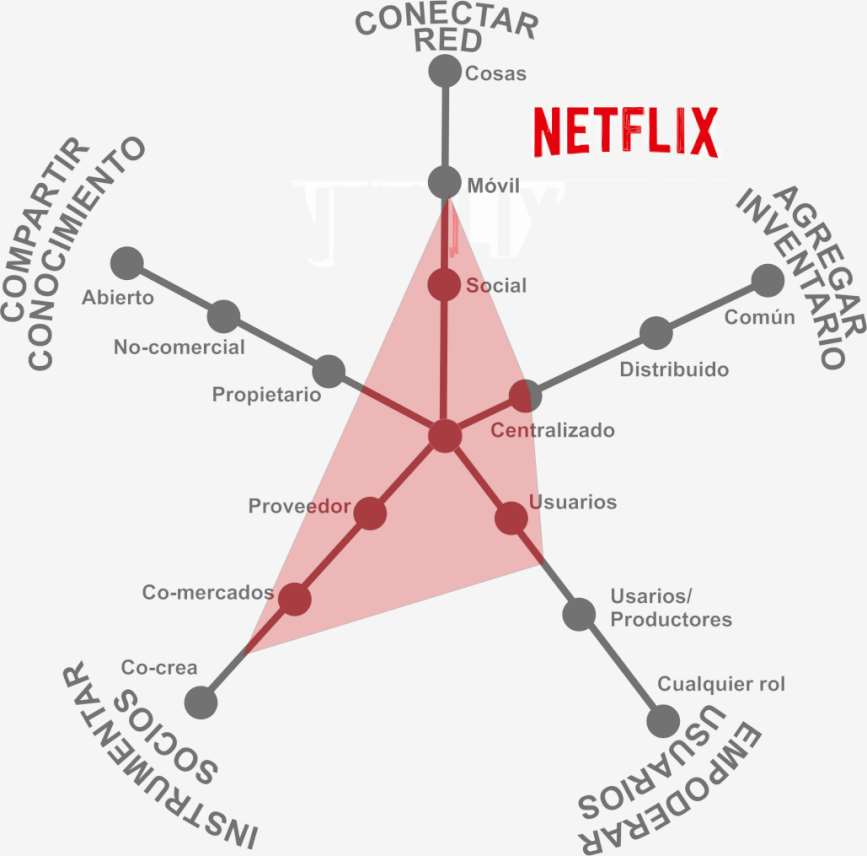 CONECTAR
RED
Cosas
NETFLIX
Móvil
COMPARTIR
CONOCIMIENTO
AGREGAR
INVENTARIO
Abierto
Social
Común
No-comercial
Distribuido
Propietario
Centralizado
Proveedor
Usuarios
Co-mercados
Usarios/
Productores
Co-crea
Cualquier rol
INSTRUMENTAR
SOCIOS
EMPODERAR
USUARIOS